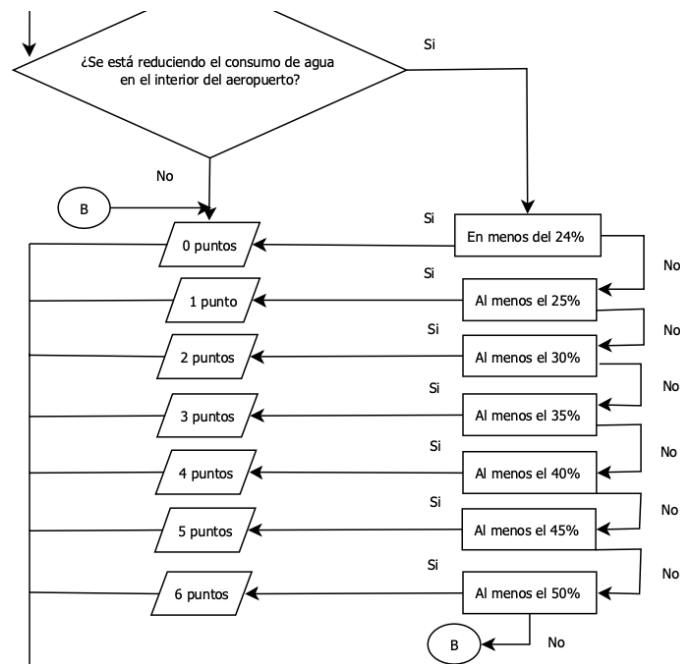 Si
¿Se está reduciendo el consumo de agua
en el interior del aeropuerto?
No
B
Si
En menos del 24%
0 puntos
No
Si
Al menos el 25%
1 punto
No
Si
Al menos el 30%
2 puntos
No
Si
Al menos el 35%
3 puntos
No
Si
Al menos el 40%
4 puntos
No
Si
Al menos el 45%
5 puntos
No
Si
Al menos el 50%
6 puntos
B
No